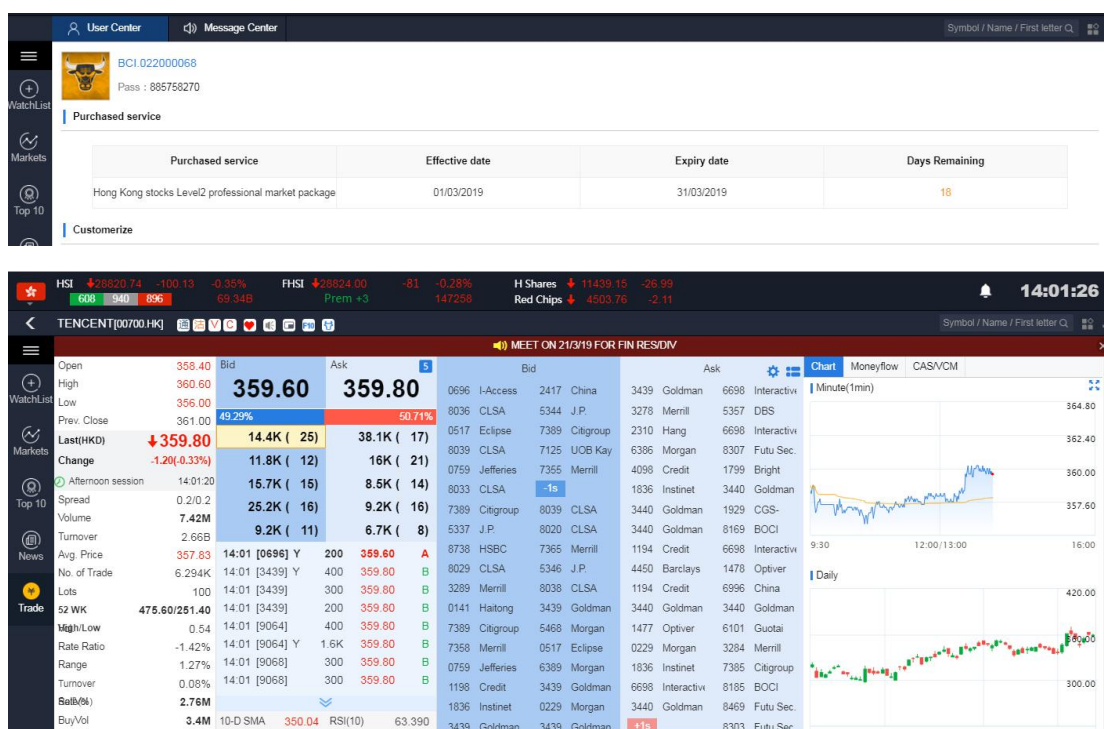 User Center Message Center Symbol / Name / First letter
BCI.022000068
Pass : 885758270
WatchList
Purchased service
Markets
Purchased service Effective date Expiry date Days Remaining
Hong Kong stocks Level2 professional market package 01/03/2019 31/03/2019 18
Top 10
Customerize
HSI 28820.74 -100.13 -0.35% FHSI 28824.00 -81 -0.28% H Shares 11439.15 -26.99
608 940 896 69.34B Prem +3 147258 Red Chips 4503.76 -2.11
14:01:26
TENCENT[00700.HK] 通 活 V C F10 Symbol / Name / First letter
MEET ON 21/3/19 FOR FIN RES/DIV
WatchList
Markets
Top 10
News
Trade
Open 358.40
High 360.60
Low 356.00
Prev. Close 361.00
Last(HKD) 359.80
Change -1.20(-0.33%)
Afternoon session 14:01:20
Spread 0.2/0.2
Volume 7.42M
Turnover 2.66B
Avg. Price 357.83
No. of Trade 6.294K
Lots 100
52 WK 475.60/251.40
High/Low 0.54
Rate Ratio -1.42%
Range 1.27%
Turnover 0.08%
2.76M
BuyVol 3.4M
Bid Ask 5
359.60 359.80
49.29% 50.71%
14.4K ( 25) 38.1K ( 17)
11.8K ( 12) 16K ( 21)
15.7K ( 15) 8.5K ( 14)
25.2K ( 16) 9.2K ( 16)
9.2K ( 11) 6.7K ( 8)
14:01 [0696] Y 200 359.60 A
14:01 [3439] Y 400 359.80 B
14:01 [3439] 300 359.80 B
14:01 [3439] 200 359.80 B
14:01 [9064] 400 359.80 B
14:01 [9064] Y 1.6K 359.80 B
14:01 [9068] 300 359.80 B
14:01 [9068] 300 359.80 B
10-D SMA 350.04 RSI(10) 63.390
Bid Ask
0696 I-Access 2417 China 3439 Goldman 6698 Interactive
8036 CLSA 5344 J.P. 3278 Merrill 5357 DBS
0517 Eclipse 7389 Citigroup 2310 Hang 6698 Interactive
8039 CLSA 7125 UOB Kay 6386 Morgan 8307 Futu Sec.
0759 Jefferies 7355 Merrill 4098 Credit 1799 Bright
8033 CLSA -1s 1836 Instinet 3440 Goldman
7389 Citigroup 8039 CLSA 3440 Goldman 1929 CGS-
5337 J.P. 8020 CLSA 3440 Goldman 8169 BOCI
8738 HSBC 7365 Merrill 1194 Credit 6698 Interactive
8029 CLSA 5346 J.P. 4450 Barclays 1478 Optiver
3289 Merrill 8038 CLSA 1194 Credit 6996 China
0141 Haitong 3439 Goldman 3440 Goldman 3440 Goldman
7389 Citigroup 5468 Morgan 1477 Optiver 6101 Guotai
7358 Merrill 0517 Eclipse 0229 Morgan 3284 Merrill
0759 Jefferies 6389 Morgan 1836 Instinet 7385 Citigroup
1198 Credit 3439 Goldman 6698 Interactive 8185 BOCI
1836 Instinet 0229 Morgan 3440 Goldman 8469 Futu Sec.
3439 Goldman 3439 Goldman +1s 8303 Futu Sec.
Chart Moneyflow CAS/VCM
Minute(1min)
364.80
362.40
360.00
357.60
9:30 12:00/13:00 16:00
Daily
420.00
360.00
300.00